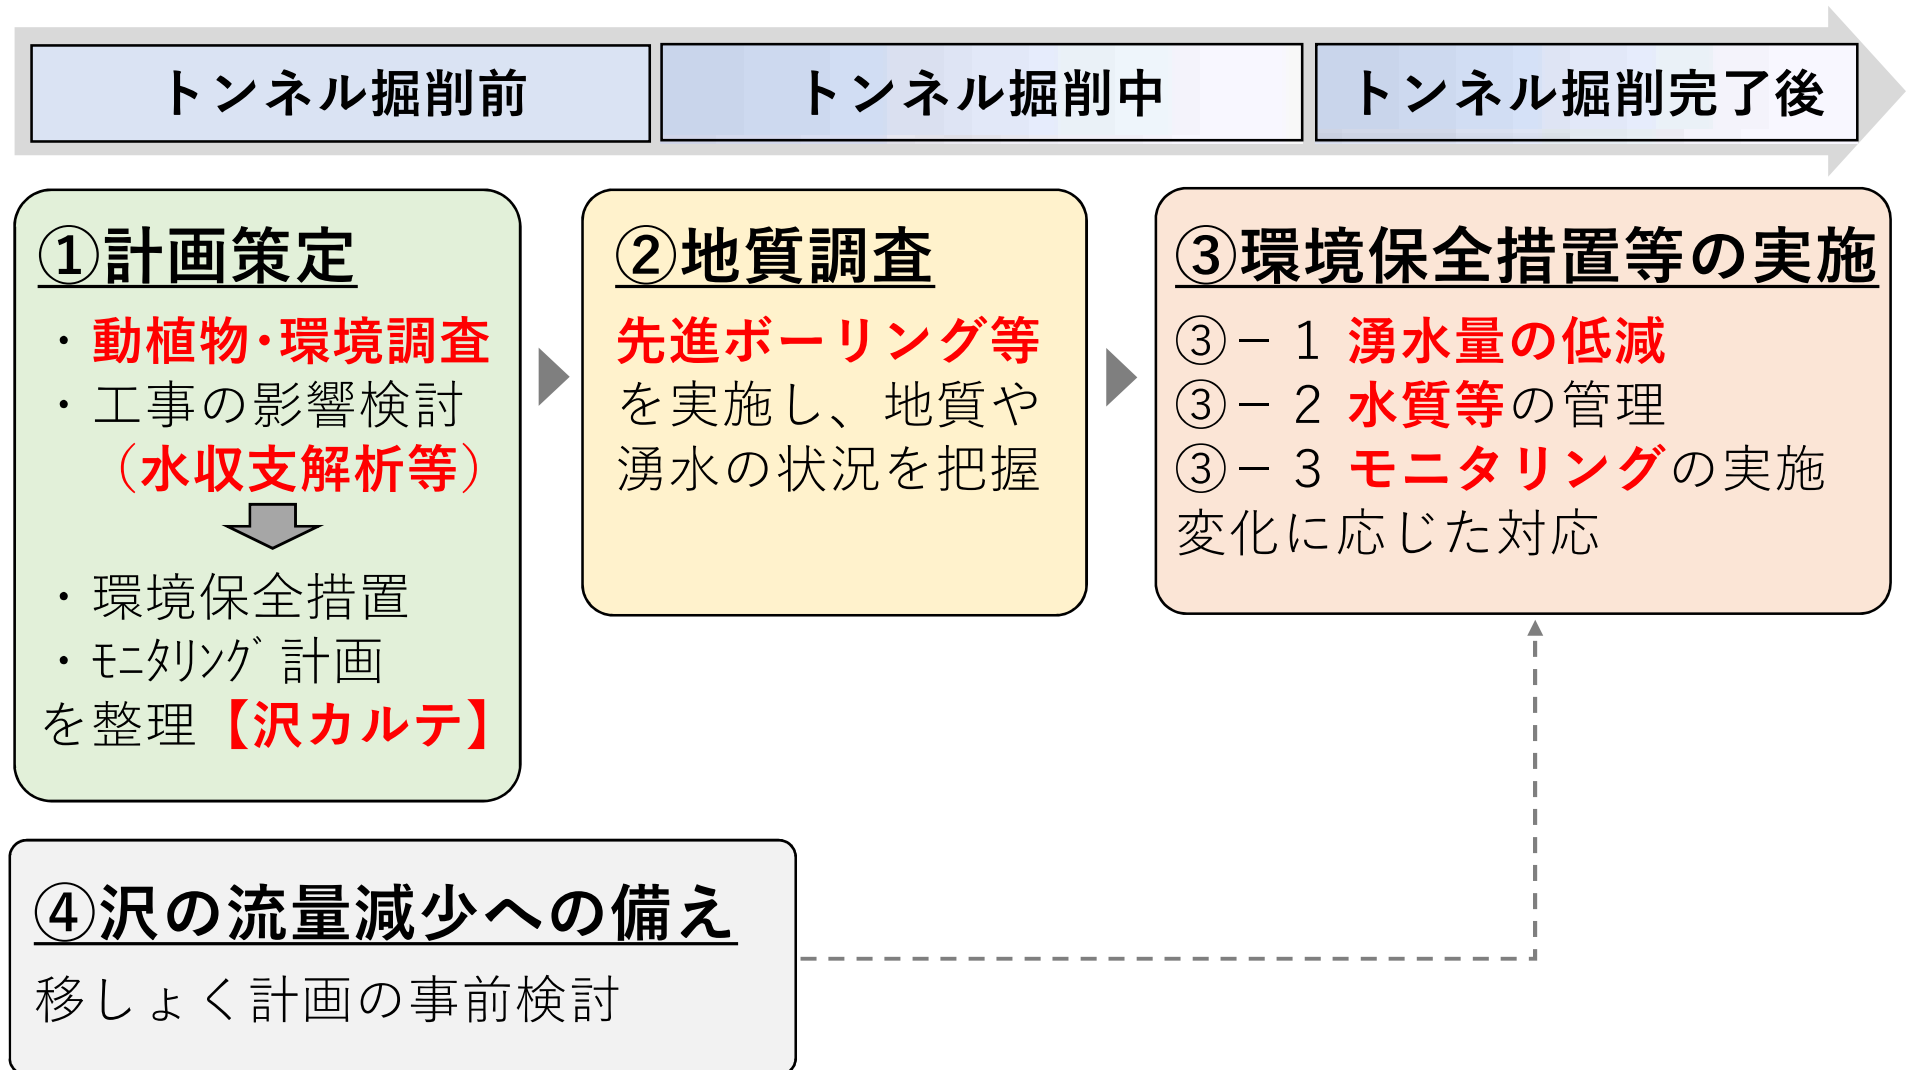 トンネル掘削前
トンネル掘削中
トンネル掘削完了後
①計画策定
・動植物･環境調査
・工事の影響検討
（水収支解析等）
・環境保全措置
・ﾓﾆﾀﾘﾝｸﾞ計画
を整理【沢カルテ】
②地質調査
先進ボーリング等
を実施し、地質や
湧水の状況を把握
③環境保全措置等の実施
③－１湧水量の低減
③－２水質等の管理
③－３モニタリングの実施
変化に応じた対応
④沢の流量減少への備え
移しょく計画の事前検討